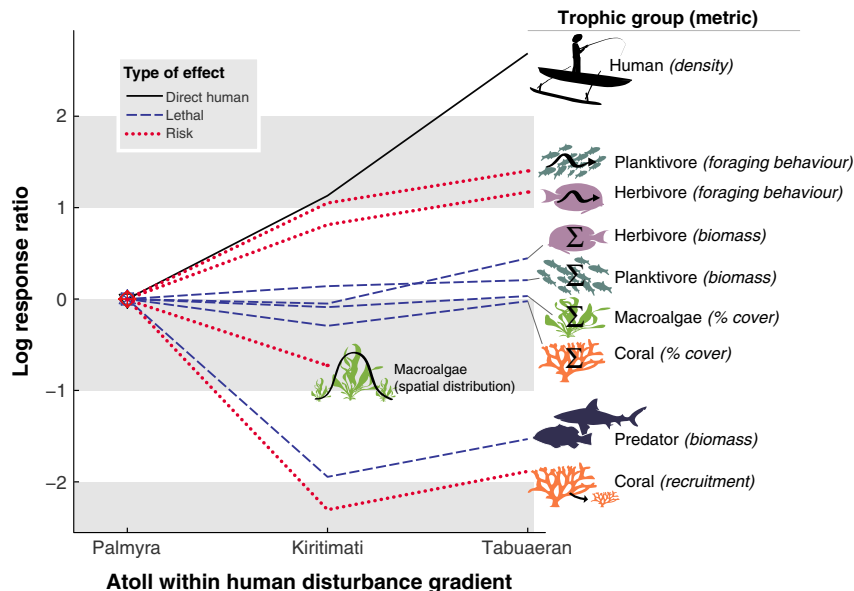 Trophic group (metric)
Type of effect
Direct human
Lethal
Risk
Log response ratio
2
1
0
−1
−2
Human (density)
Planktivore (foraging behaviour)
Herbivore (foraging behaviour)
Herbivore (biomass)
Σ
Planktivore (biomass)
Σ
Macroalgae (% cover)
Σ
Coral (% cover)
Σ
Macroalgae
(spatial distribution)
Predator (biomass)
Coral (recruitment)
Palmyra
Kiritimati
Tabuaeran
Atoll within human disturbance gradient